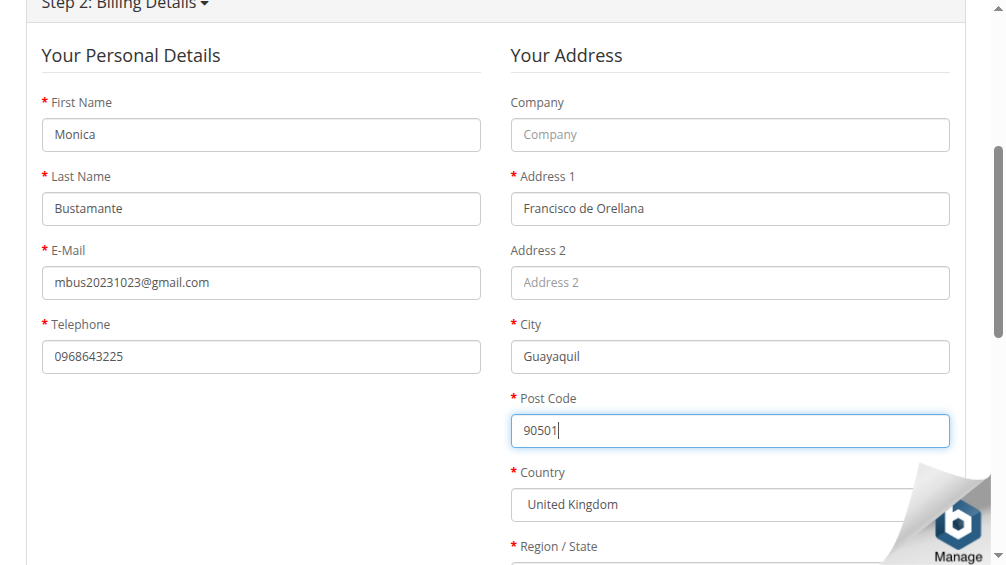 Step 2: Billing Details
Your Personal Details
* First Name
Monica
* Last Name
Bustamante
* E-Mail
mbus20231023@gmail.com
* Telephone
0968643225
Your Address
Company
Company
* Address 1
Francisco de Orellana
Address 2
Address 2
* City
Guayaquil
* Post Code
90501
* Country
United Kingdom
* Region / State
Manage